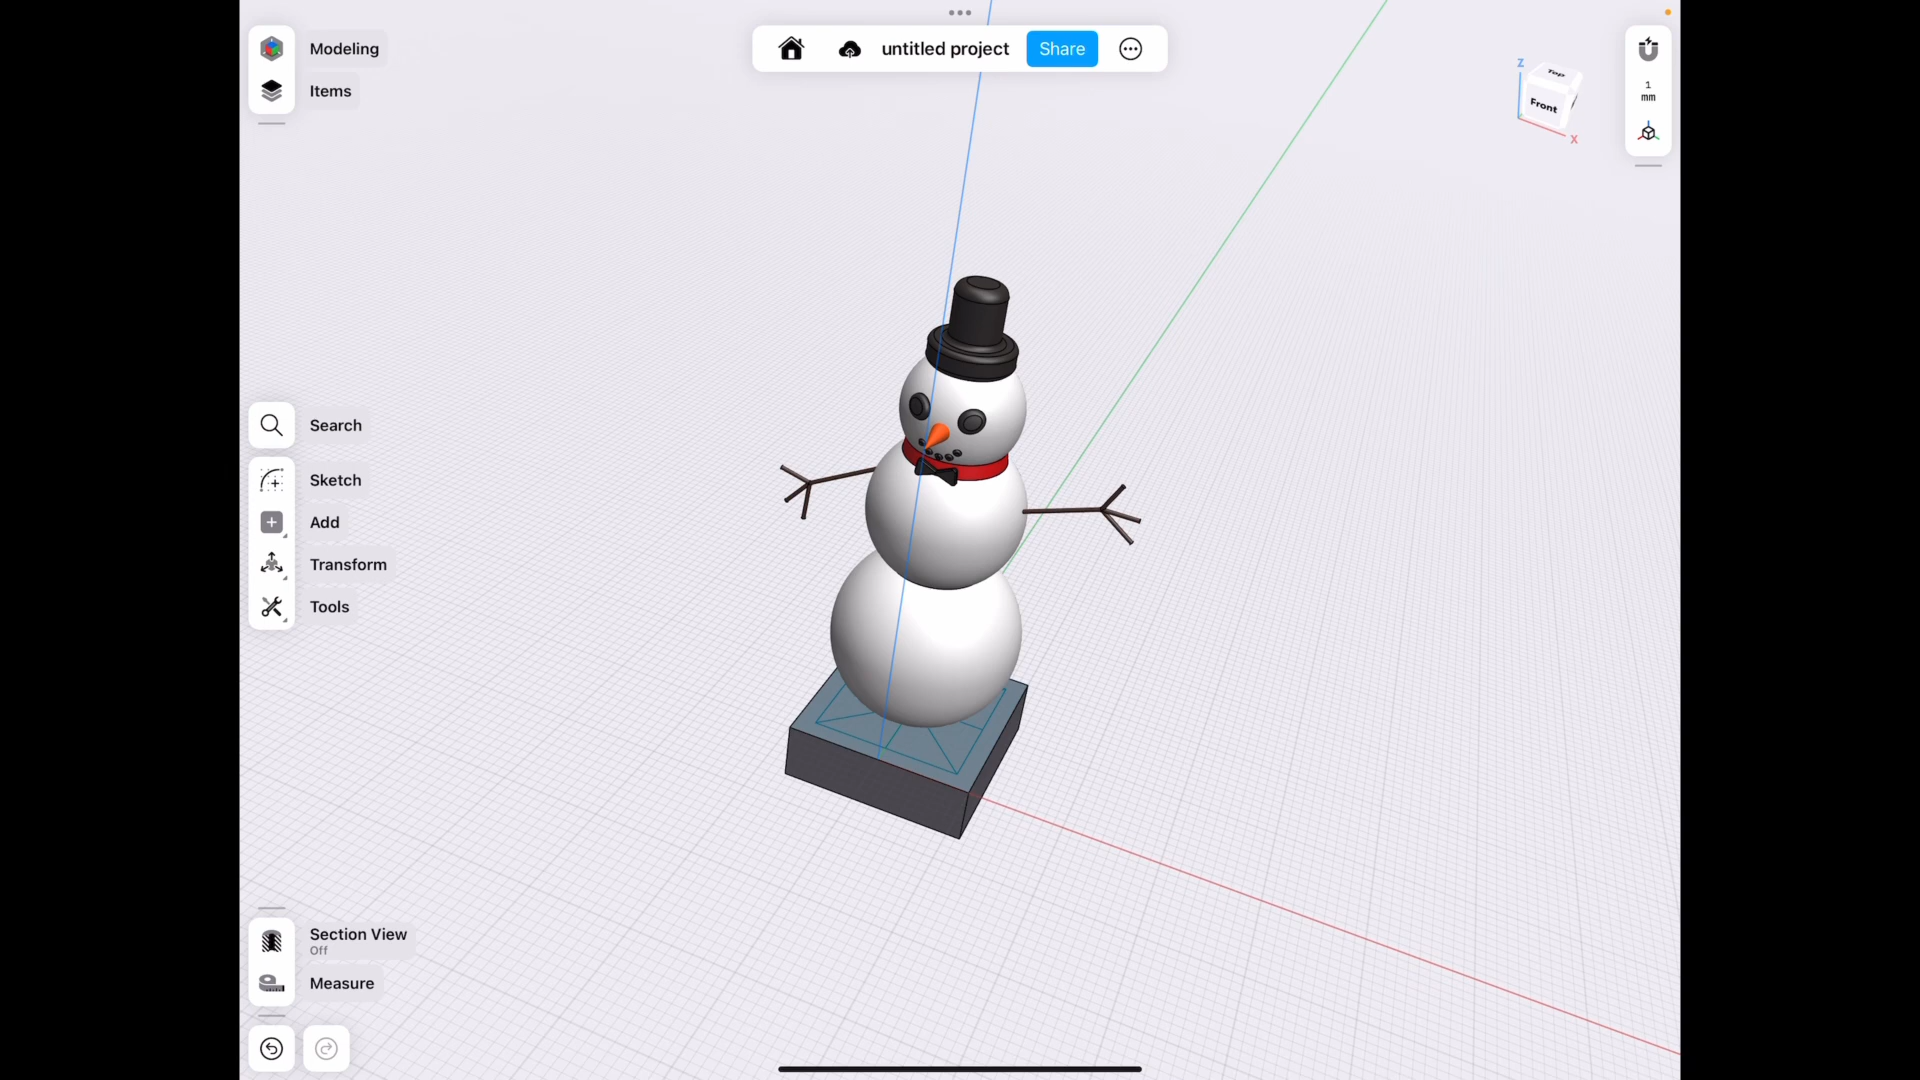 Modeling
Items
untitled project
Share
Z
Top
Front
X
1
mm
Search
Sketch
Add
Transform
Tools
Section View
Off
Measure